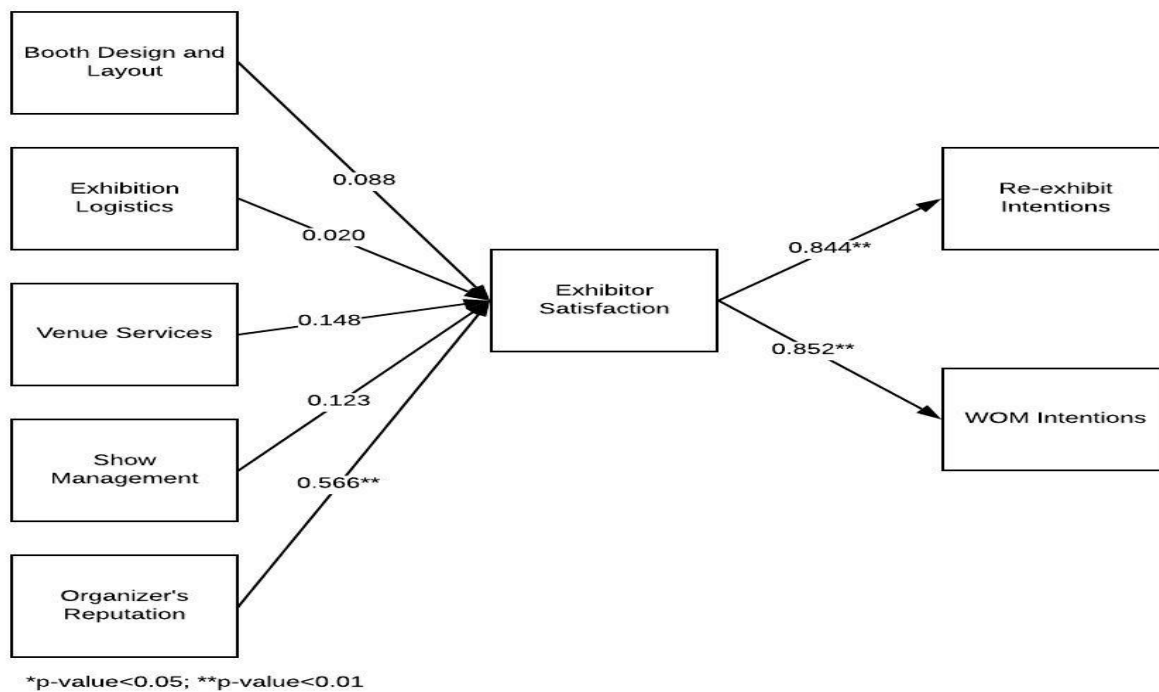 Booth Design and
Layout
Exhibition
Logistics
Venue Services
Show
Management
Organizer's
Reputation
0.088
0.020
0.148
0.123
0.566**
Exhibitor
Satisfaction
0.844**
0.852**
Re-exhibit
Intentions
WOM Intentions
*p-value<0.05; **p-value<0.01